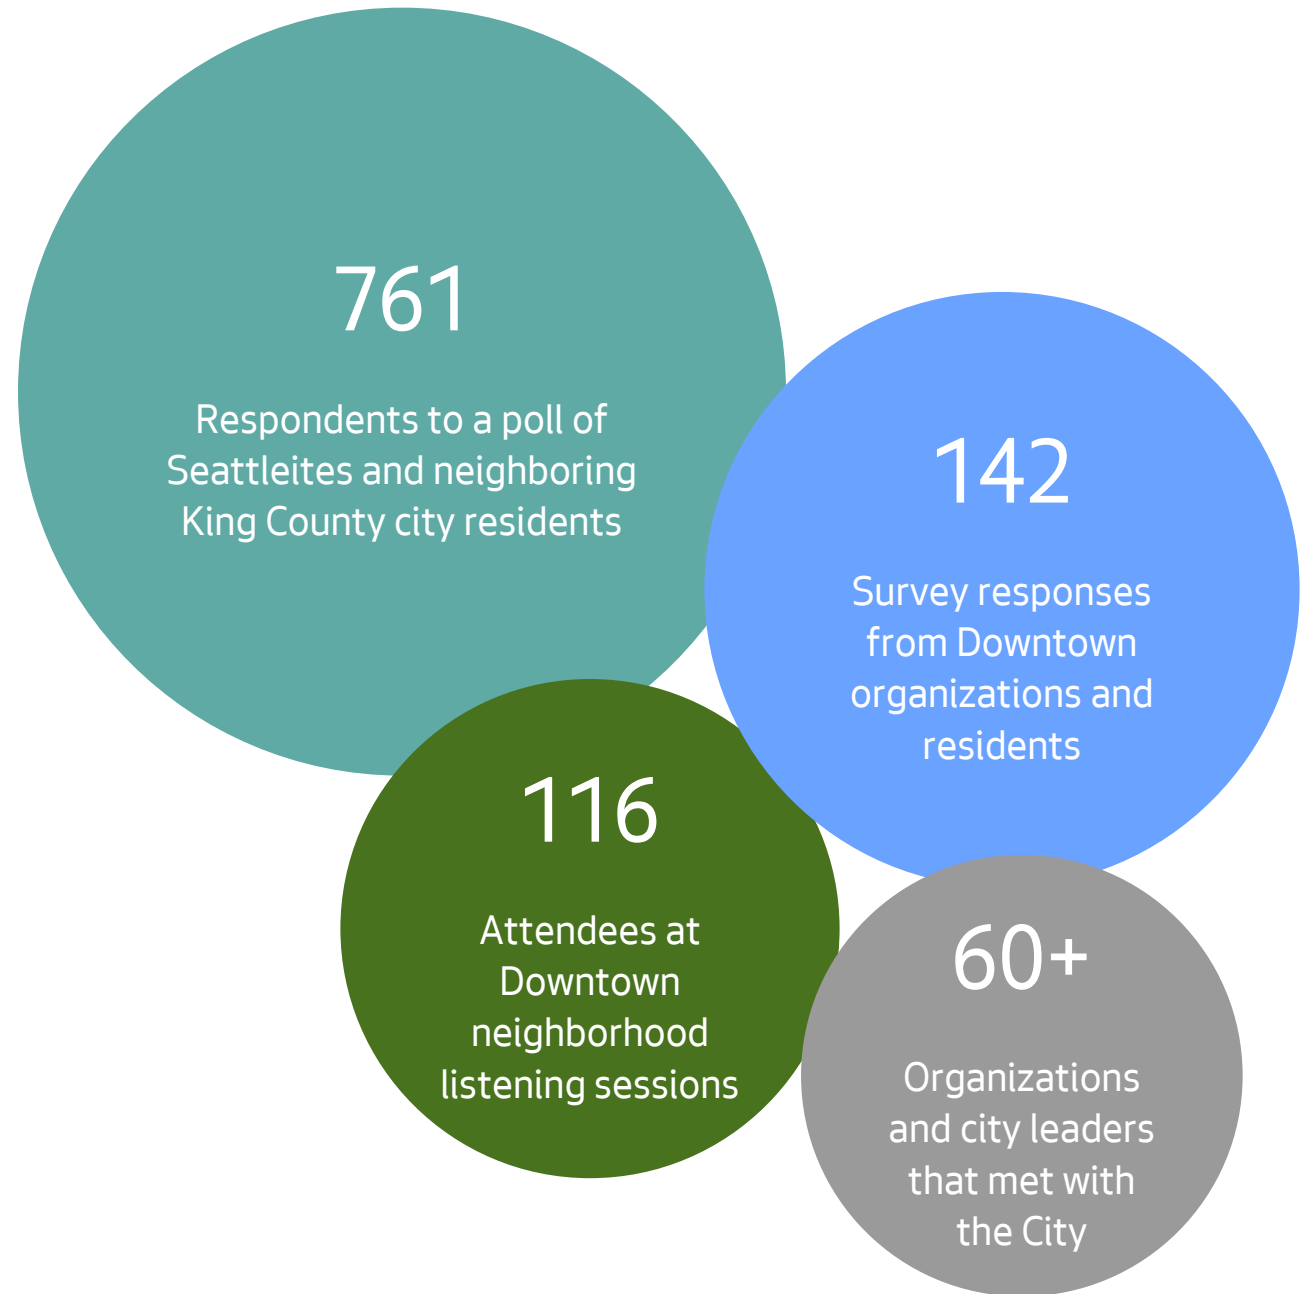 761
Respondents to a poll of
Seattleites and neighboring
King County city residents
142
Survey responses
from Downtown
organizations and
residents
116
Attendees at
Downtown
neighborhood
listening sessions
60+
Organizations
and city leaders
that met with
the City